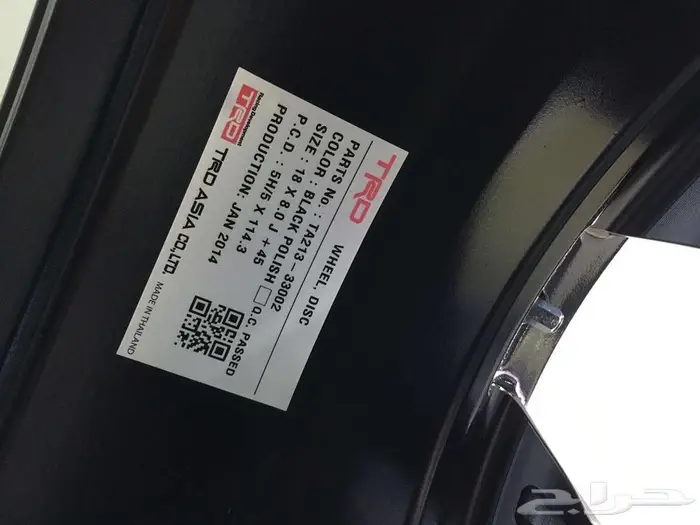 TRD WHEEL, DISC
PARTS No. : TA213-33002
COLOR : BLACK POLISH
SIZE : 18 X 8.0 J +45
P.C.D. : 5H/5 X 114.3
PRODUCTION: JAN 2014
Q.C. PASSED
Racing Development
TRD TRD ASIA CO,.LTD. MADE IN THAILAND
حراج